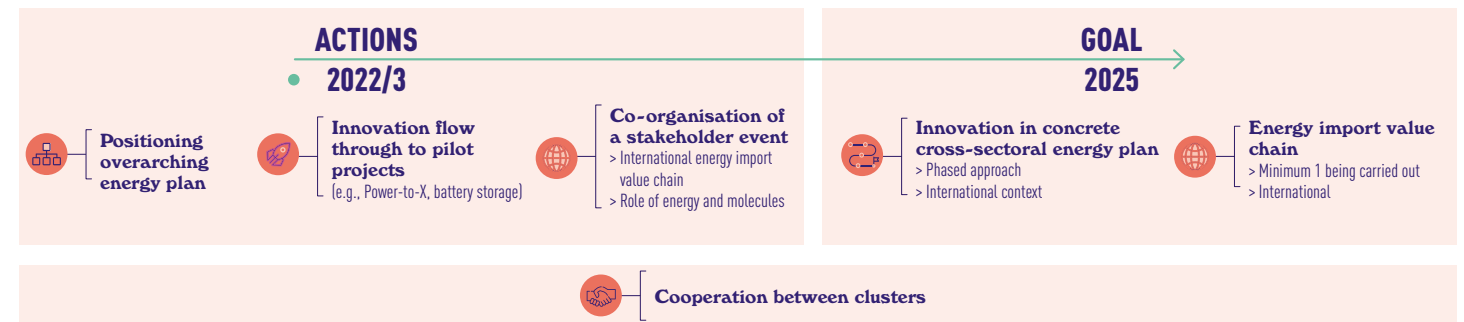 ACTIONS
2022/3
Positioning
overarching
energy plan
Innovation flow
through to pilot
projects
(e.g., Power-to-X, battery storage)
Co-organisation of
a stakeholder event
> International energy import
value chain
> Role of energy and molecules
GOAL
2025
Innovation in concrete
cross-sectoral energy plan
> Phased approach
> International context
Energy import value
chain
> Minimum 1 being carried out
> International
Cooperation between clusters